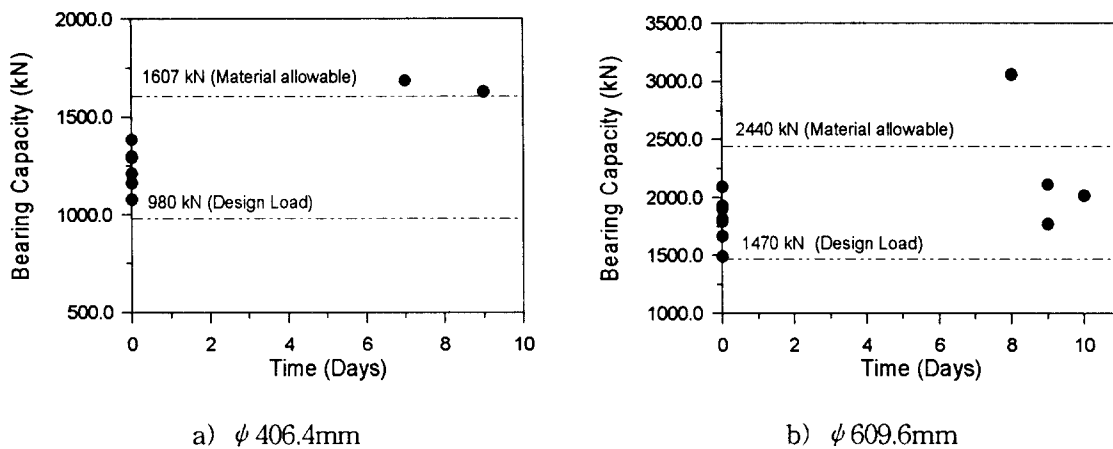 2000.0
1500.0
1000.0
500.0
Bearing Capacity (kN)
1607 kN (Material allowable)
980 kN (Design Load)
0 2 4 6 8 10
Time (Days)
a) ψ 406.4mm
3500.0
3000.0
2500.0
2000.0
1500.0
1000.0
Bearing Capacity (kN)
2440 kN (Material allowable)
1470 kN (Design Load)
0 2 4 6 8 10
Time (Days)
b) ψ 609.6mm